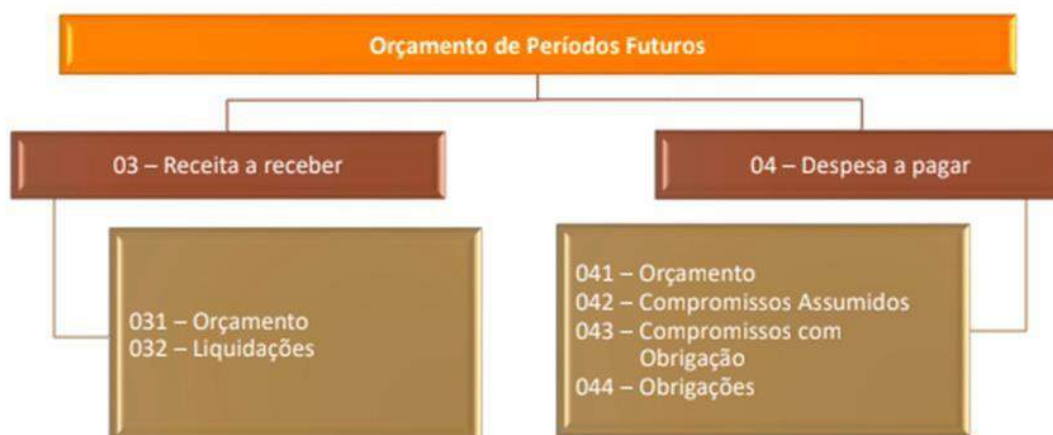 Orçamento de Períodos Futuros
03 – Receita a receber
04 – Despesa a pagar
031 – Orçamento
032 – Liquidações
041 – Orçamento
042 – Compromissos Assumidos
043 – Compromissos com
Obrigação
044 – Obrigações